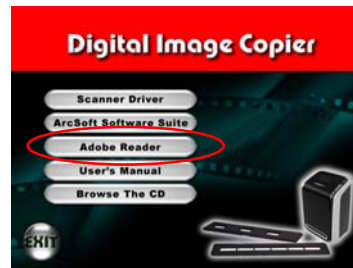 Digital Image Copier
Scanner Driver
ArcSoft Software Suite
Adobe Reader
User's Manual
Browse The CD
EXIT